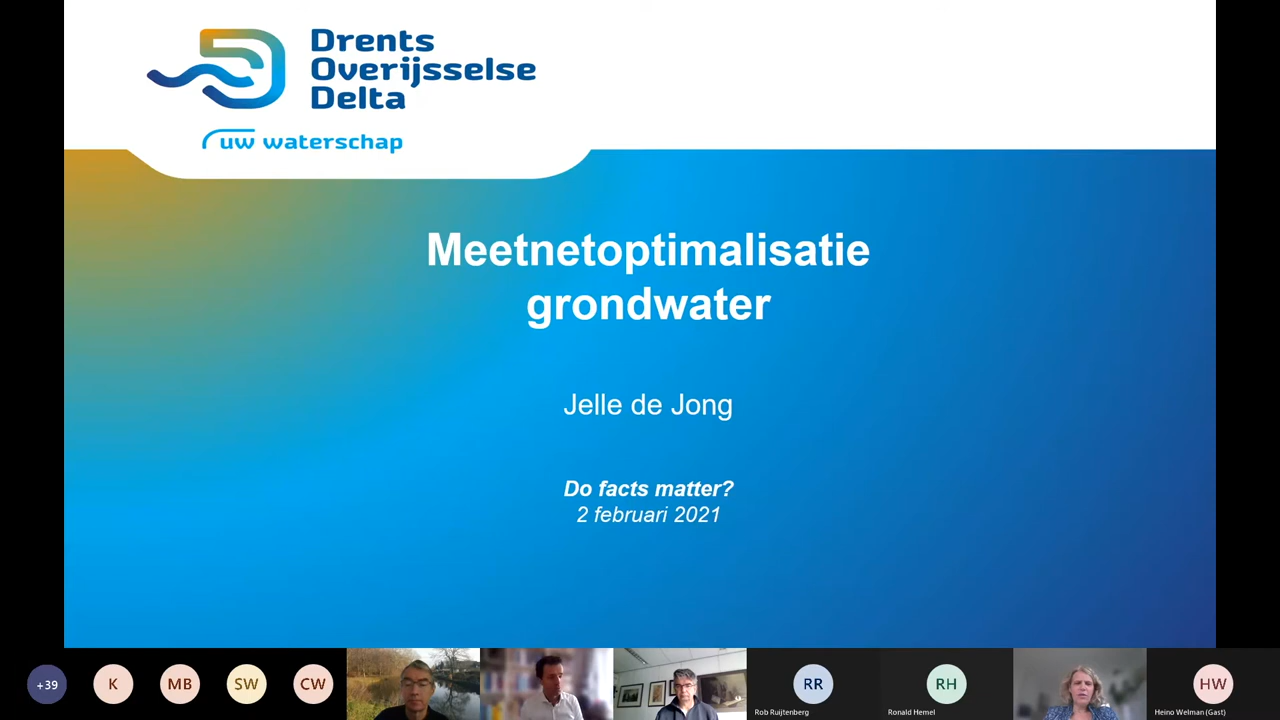 Drents
Overijsselse
Delta
uw waterschap
Meetnetoptimalisatie
grondwater
Jelle de Jong
Do facts matter?
2 februari 2021
+39
K
MB
SW
CW
RR
Rob Ruijtenberg
RH
Ronald Hemel
HW
Heino Welman (Gast)